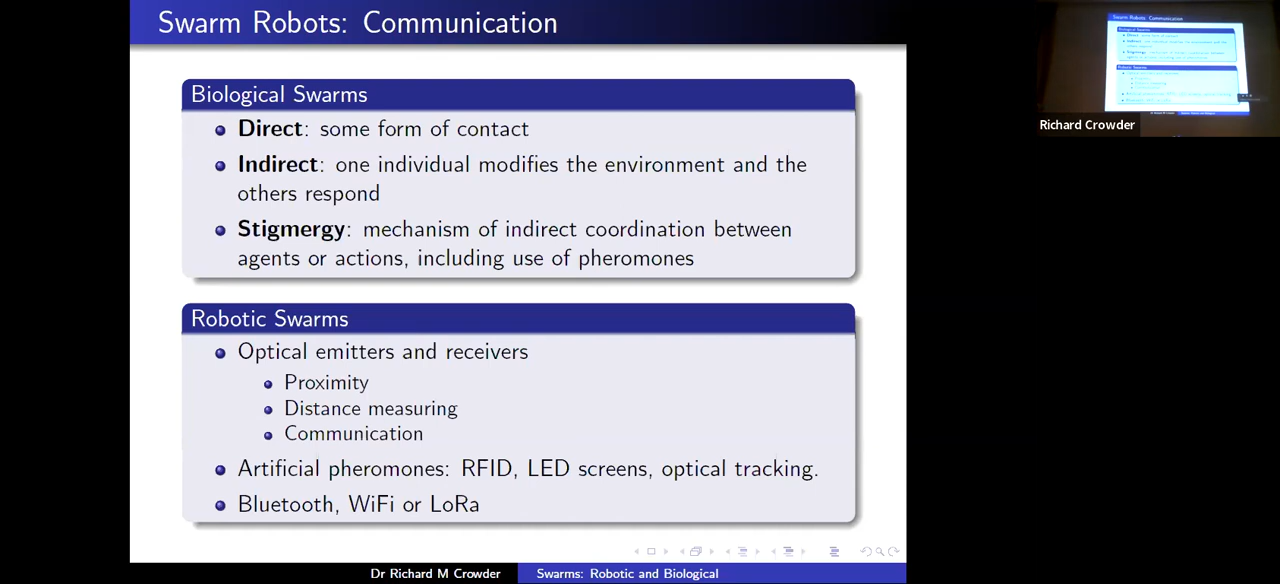 Swarm Robots: Communication
Biological Swarms
Direct: some form of contact
Indirect: one individual modifies the environment and the
others respond
Stigmergy: mechanism of indirect coordination between
agents or actions, including use of pheromones
Robotic Swarms
Optical emitters and receivers
Proximity
Distance measuring
Communication
Artificial pheromones: RFID, LED screens, optical tracking.
Bluetooth, WiFi or LoRa
Dr Richard M Crowder
Swarms: Robotic and Biological
Swarm Robots: Communication
Richard Crowder